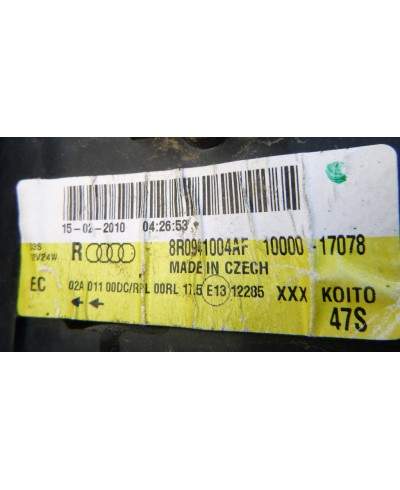 15-02-2010 04:26:53
R 8R0941004AF 10000-17078
12V24W MADE IN CZECH
EC 02A 011 00DC/RPL 00RL 17.5 E13 12285 XXX KOITO
47S